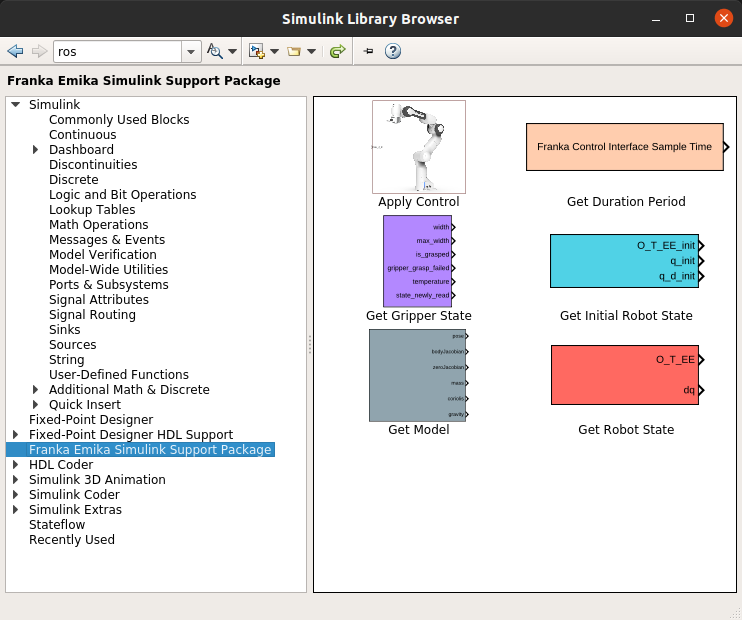 Simulink Library Browser
ros
Franka Emika Simulink Support Package
Simulink
Commonly Used Blocks
Continuous
Dashboard
Discontinuities
Discrete
Logic and Bit Operations
Lookup Tables
Math Operations
Messages & Events
Model Verification
Model-Wide Utilities
Ports & Subsystems
Signal Attributes
Signal Routing
Sinks
Sources
String
User-Defined Functions
Additional Math & Discrete
Quick Insert
Fixed-Point Designer
Fixed-Point Designer HDL Support
Franka Emika Simulink Support Package
HDL Coder
Simulink 3D Animation
Simulink Coder
Simulink Extras
Stateflow
Recently Used
Apply Control
Franka Control Interface Sample Time
Get Duration Period
width
max_width
is_grasped
gripper_grasp_failed
temperature
state_newly_read
Get Gripper State
O_T_EE_init
q_init
q_d_init
Get Initial Robot State
pose
bodyJacobian
zeroJacobian
mass
coriolis
gravity
Get Model
O_T_EE
dq
Get Robot State